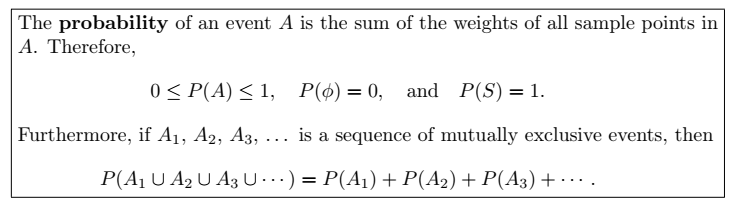 The probability of an event A is the sum of the weights of all sample points in
A. Therefore,
0 ≤ P(A) ≤ 1, P(ϕ) = 0, and P(S) = 1.
Furthermore, if A₁, A₂, A₃, ... is a sequence of mutually exclusive events, then
P(A₁ ∪ A₂ ∪ A₃ ∪ ···) = P(A₁) + P(A₂) + P(A₃) + ··· .